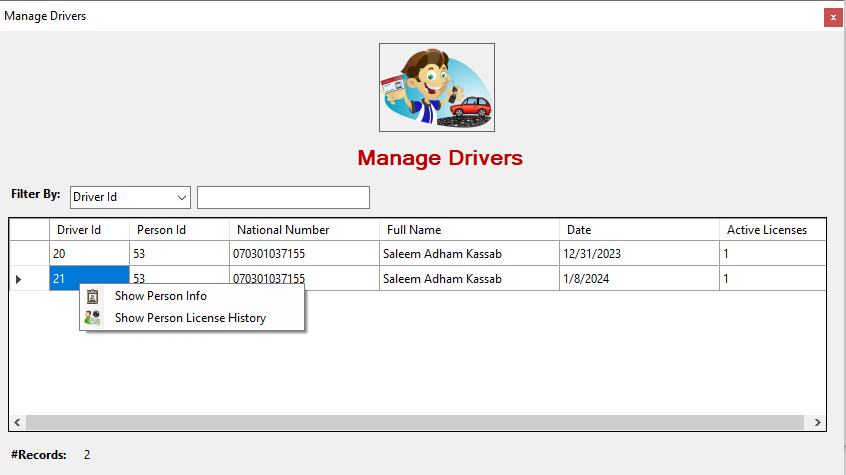 Manage Drivers
x
Manage Drivers
Filter By: Driver Id
Driver Id Person Id National Number Full Name Date Active Licenses
20 53 070301037155 Saleem Adham Kassab 12/31/2023 1
21 53 070301037155 Saleem Adham Kassab 1/8/2024 1
Show Person Info
Show Person License History
#Records: 2